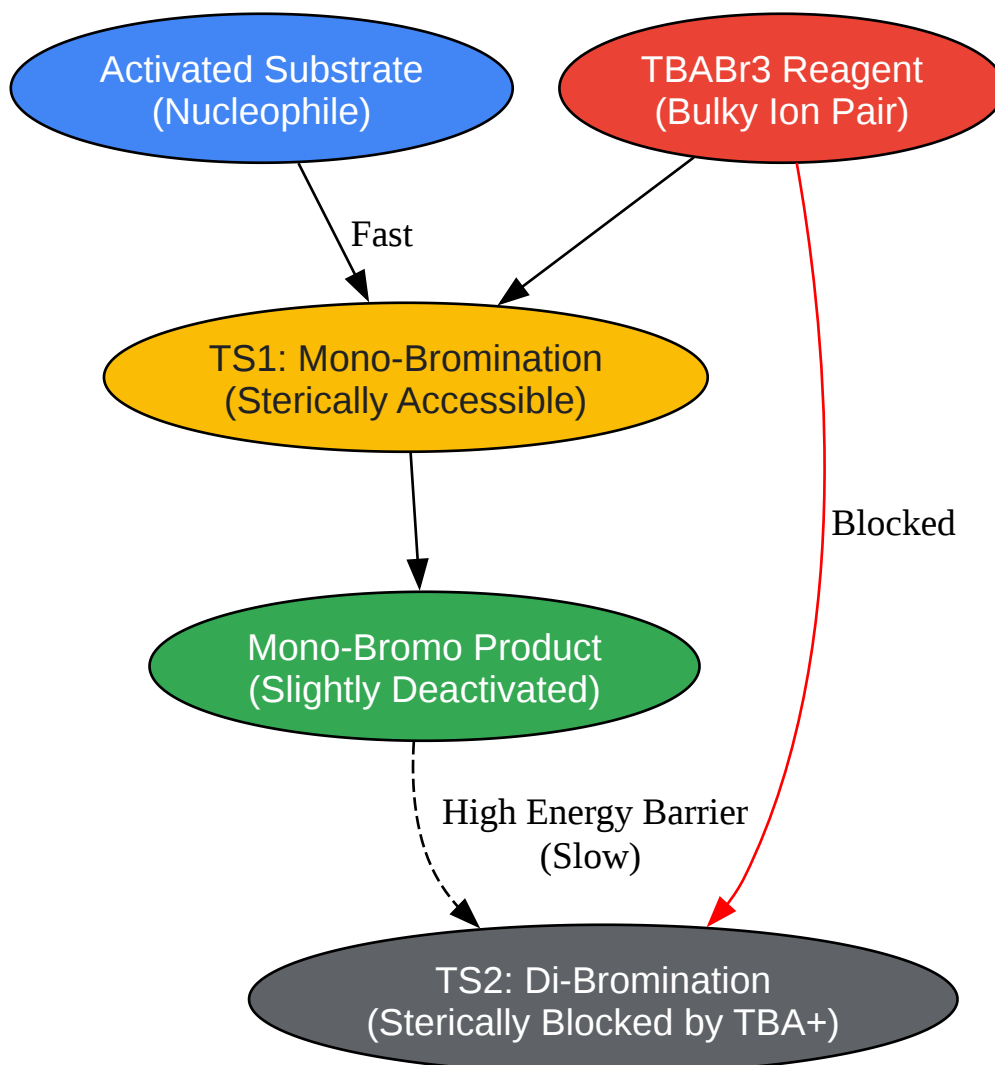 Activated Substrate
(Nucleophile)
TBABr3 Reagent
(Bulky Ion Pair)
Fast
TS1: Mono-Bromination
(Sterically Accessible)
Blocked
Mono-Bromo Product
(Slightly Deactivated)
High Energy Barrier
(Slow)
TS2: Di-Bromination
(Sterically Blocked by TBA+)